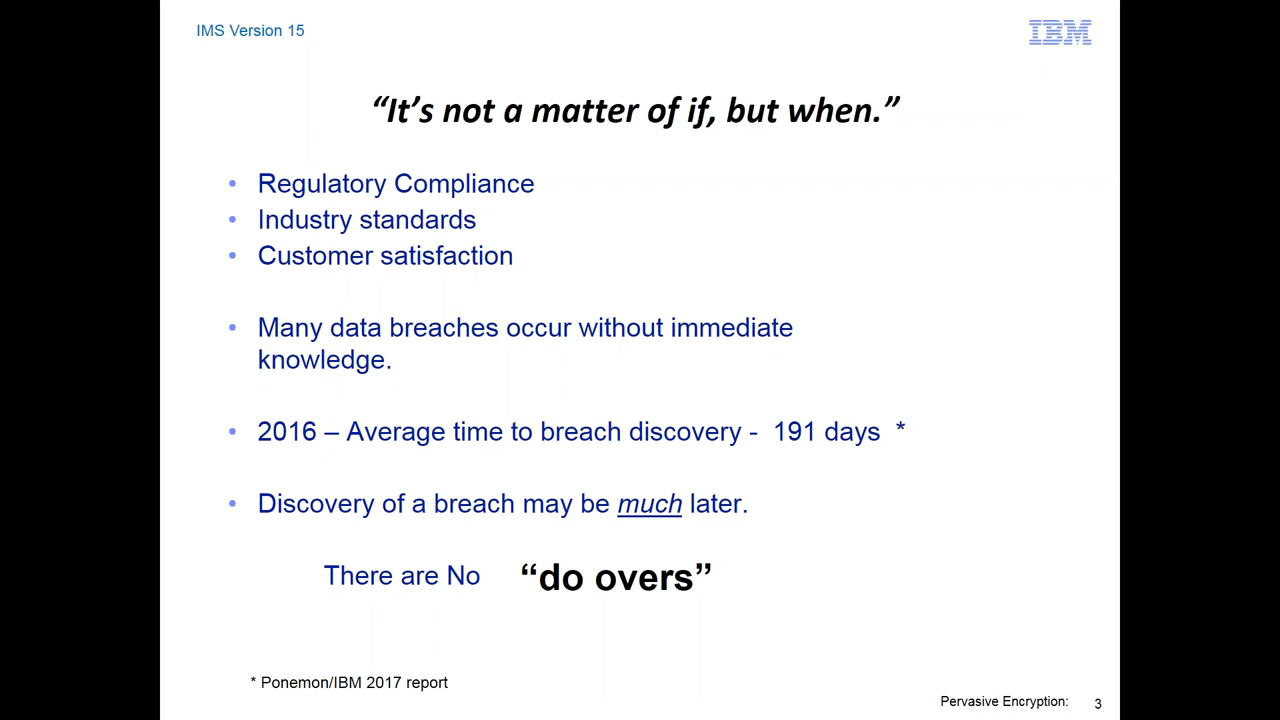 IMS Version 15
IBM
“It’s not a matter of if, but when.”
• Regulatory Compliance
• Industry standards
• Customer satisfaction
• Many data breaches occur without immediate
knowledge.
• 2016 – Average time to breach discovery - 191 days *
• Discovery of a breach may be much later.
There are No “do overs”
* Ponemon/IBM 2017 report
Pervasive Encryption: 3